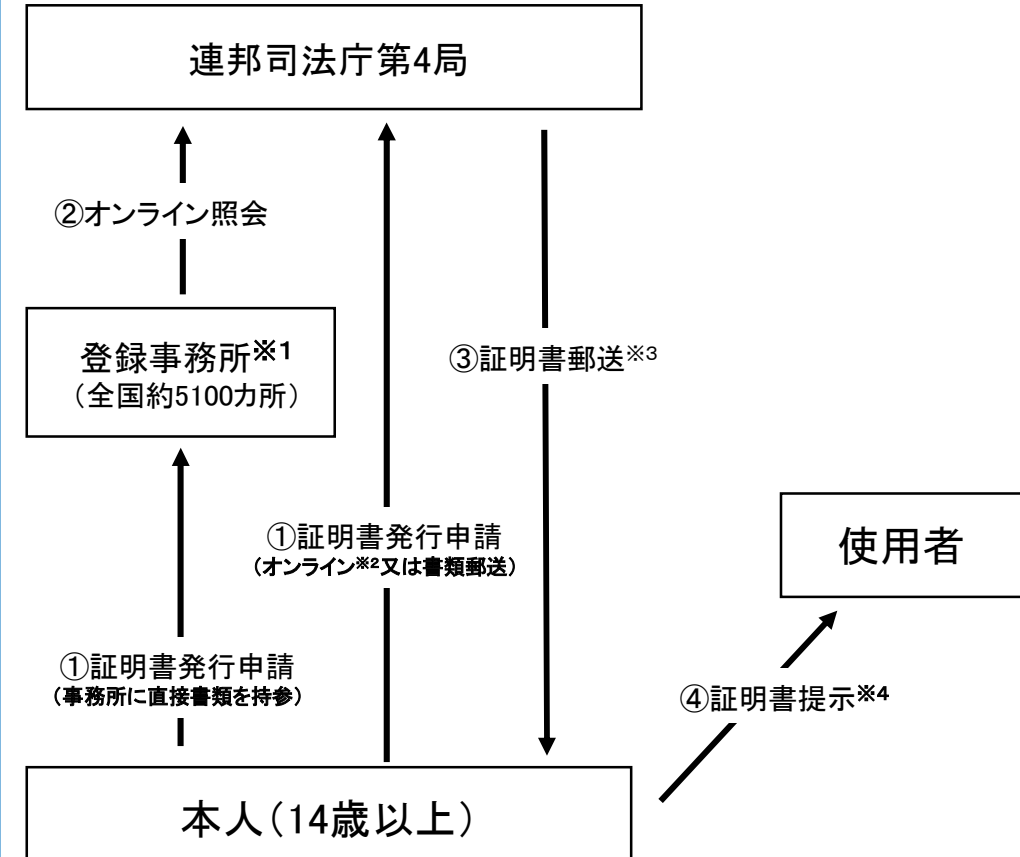 連邦司法庁第4局
②オンライン照会
登録事務所※1
（全国約5100カ所）
③証明書郵送※3
①証明書発行申請
（オンライン※2又は書類郵送）
使用者
①証明書発行申請
（事務所に直接書類を持参）
④証明書提示※4
本人（14歳以上）